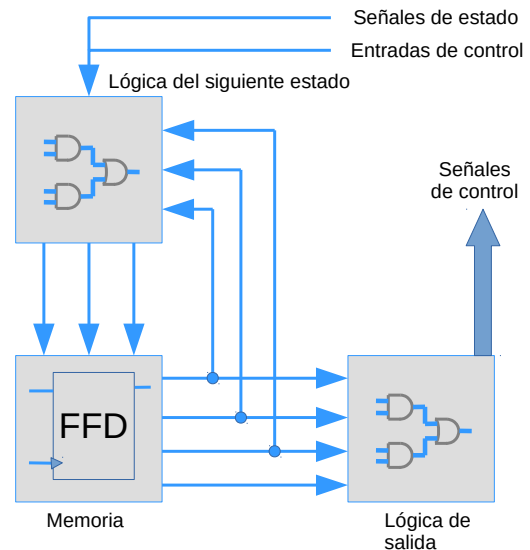 Señales de estado
Entradas de control
Lógica del siguiente estado
Señales
de control
FFD
Memoria
Lógica de
salida